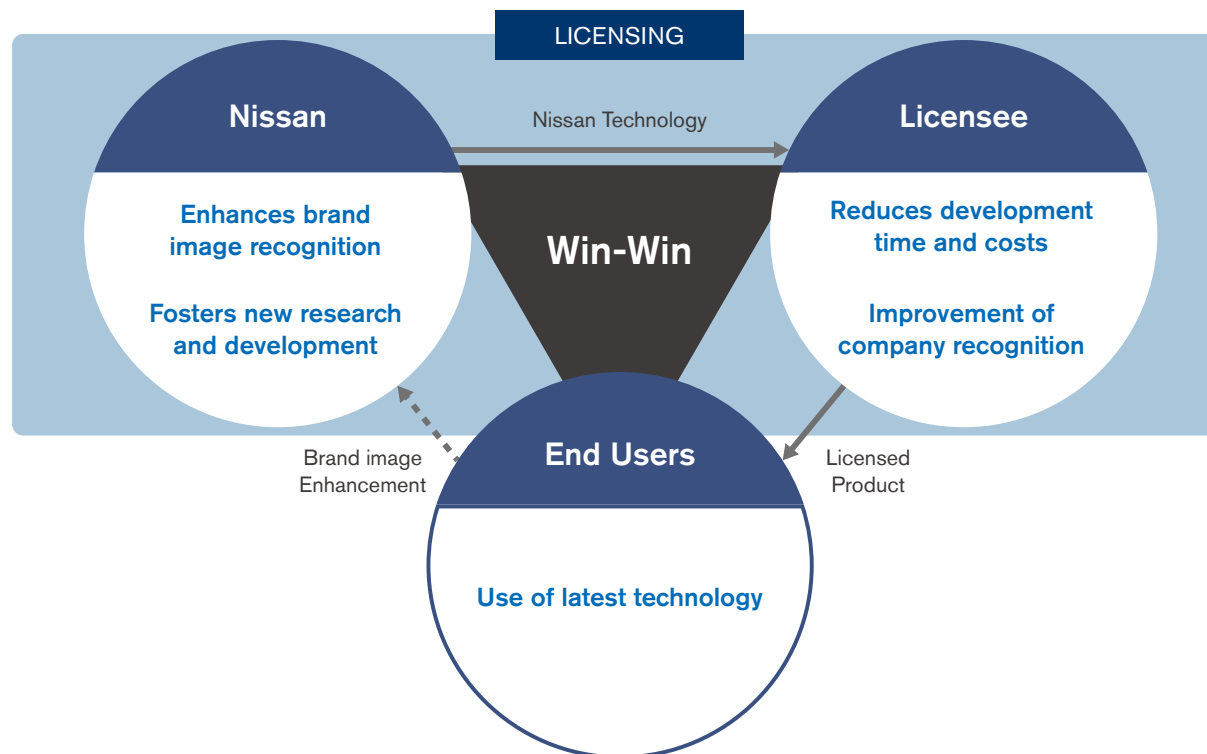 LICENSING
Nissan
Nissan Technology
Licensee
Enhances brand
image recognition
Fosters new research
and development
Win-Win
Reduces development
time and costs
Improvement of
company recognition
Brand image
Enhancement
End Users
Licensed
Product
Use of latest technology